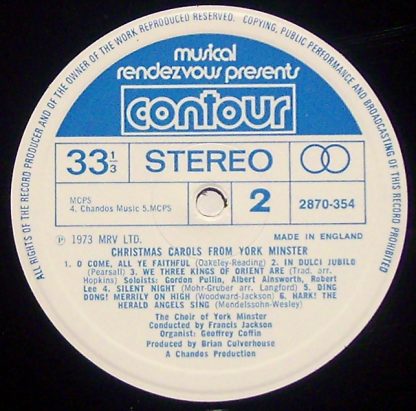 ALL RIGHTS OF THE RECORD PRODUCER AND OF THE OWNER OF THE WORK REPRODUCED RESERVED. COPYING, PUBLIC PERFORMANCE AND BROADCASTING OF THIS RECORD PROHIBITED
musical
rendezvous presents
contour
33 1/3 STEREO
MCPS
4. Chandos Music 5.MCPS
2 2870-354
Ⓟ 1973 MRV LTD. MADE IN ENGLAND
CHRISTMAS CAROLS FROM YORK MINSTER
1. O COME, ALL YE FAITHFUL (Oakeley-Reading) 2. IN DULCI JUBILO
(Pearsall) 3. WE THREE KINGS OF ORIENT ARE (Trad. arr.
Hopkins) Soloists: Gordon Pullin, Albert Ainsworth, Robert
Lee 4. SILENT NIGHT (Mohr-Gruber arr. Langford) 5. DING
DONG! MERRILY ON HIGH (Woodward-Jackson) 6. HARK! THE
HERALD ANGELS SING (Mendelssohn-Wesley)
The Choir of York Minster
Conducted by Francis Jackson
Organist: Geoffrey Coffin
Produced by Brian Culverhouse
A Chandos Production